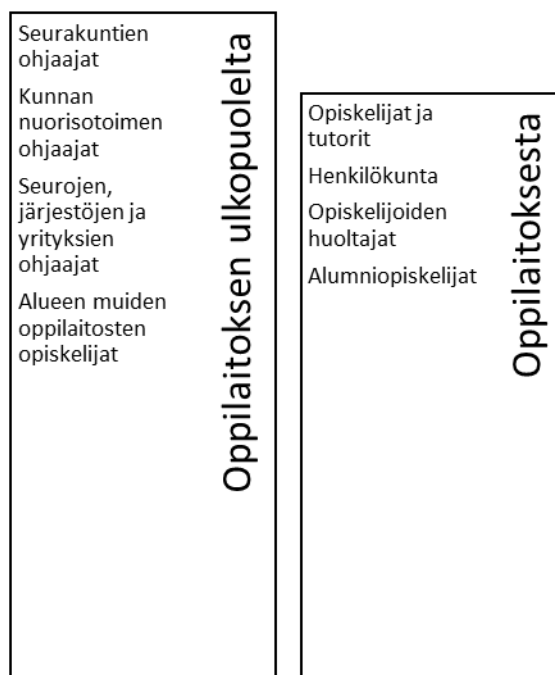 Seurakuntien
ohjaajat
Kunnan
nuorisotoimen
ohjaajat
Seurojen,
järjestöjen ja
yrityksien
ohjaajat
Alueen muiden
oppilaitosten
opiskelijat
Oppilaitoksen ulkopuolelta
Opiskelijat ja
tutorit
Henkilökunta
Opiskelijoiden
huoltajat
Alumniopiskelijat
Oppilaitoksesta